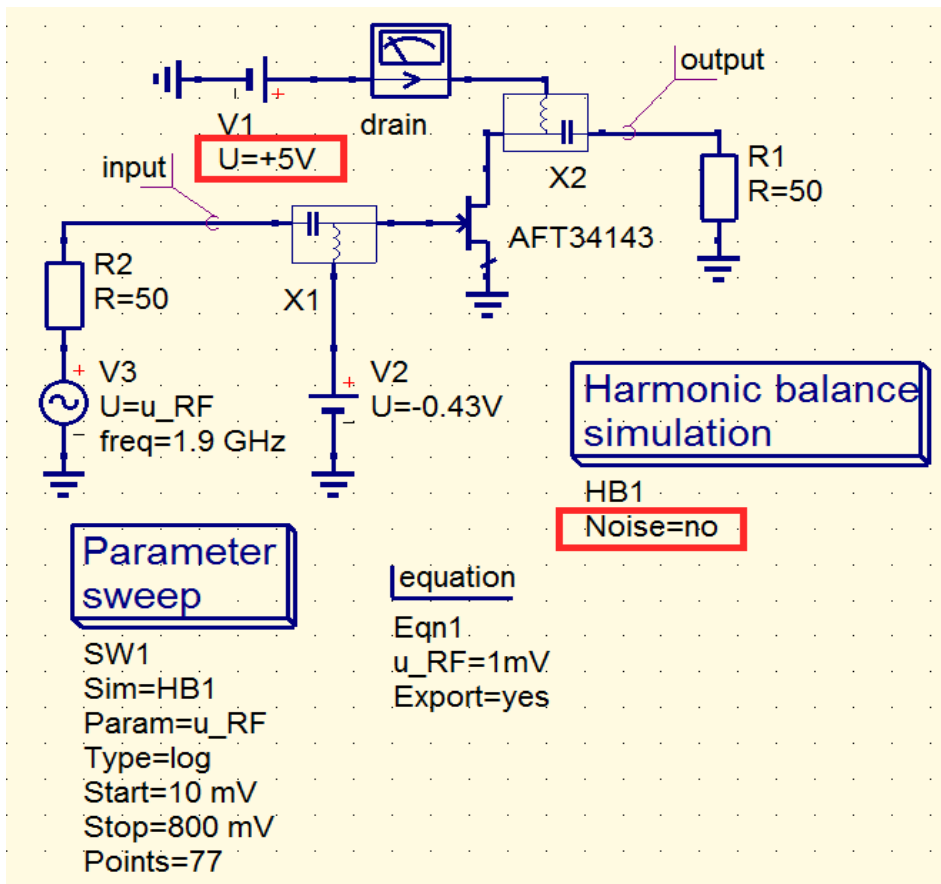 output
V1
drain
U=+5V
input
X2
R1
R=50
AFT34143
R2
R=50
X1
V3
U=u_RF
freq=1.9 GHz
V2
U=-0.43V
Harmonic balance
simulation
HB1
Noise=no
Parameter
sweep
SW1
Sim=HB1
Param=u_RF
Type=log
Start=10 mV
Stop=800 mV
Points=77
equation
Eqn1
u_RF=1mV
Export=yes